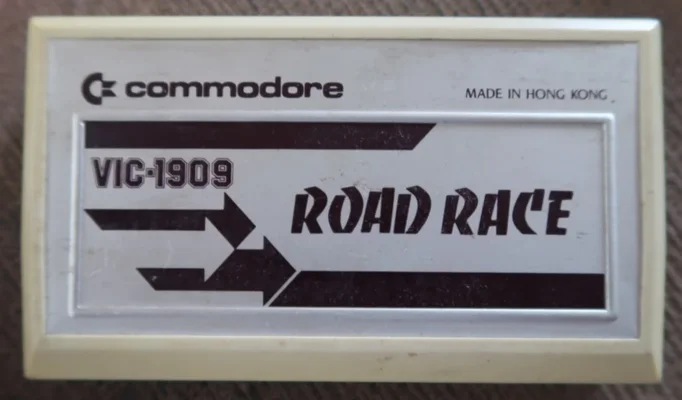 commodore
MADE IN HONG KONG
VIC-1909
ROAD RACE